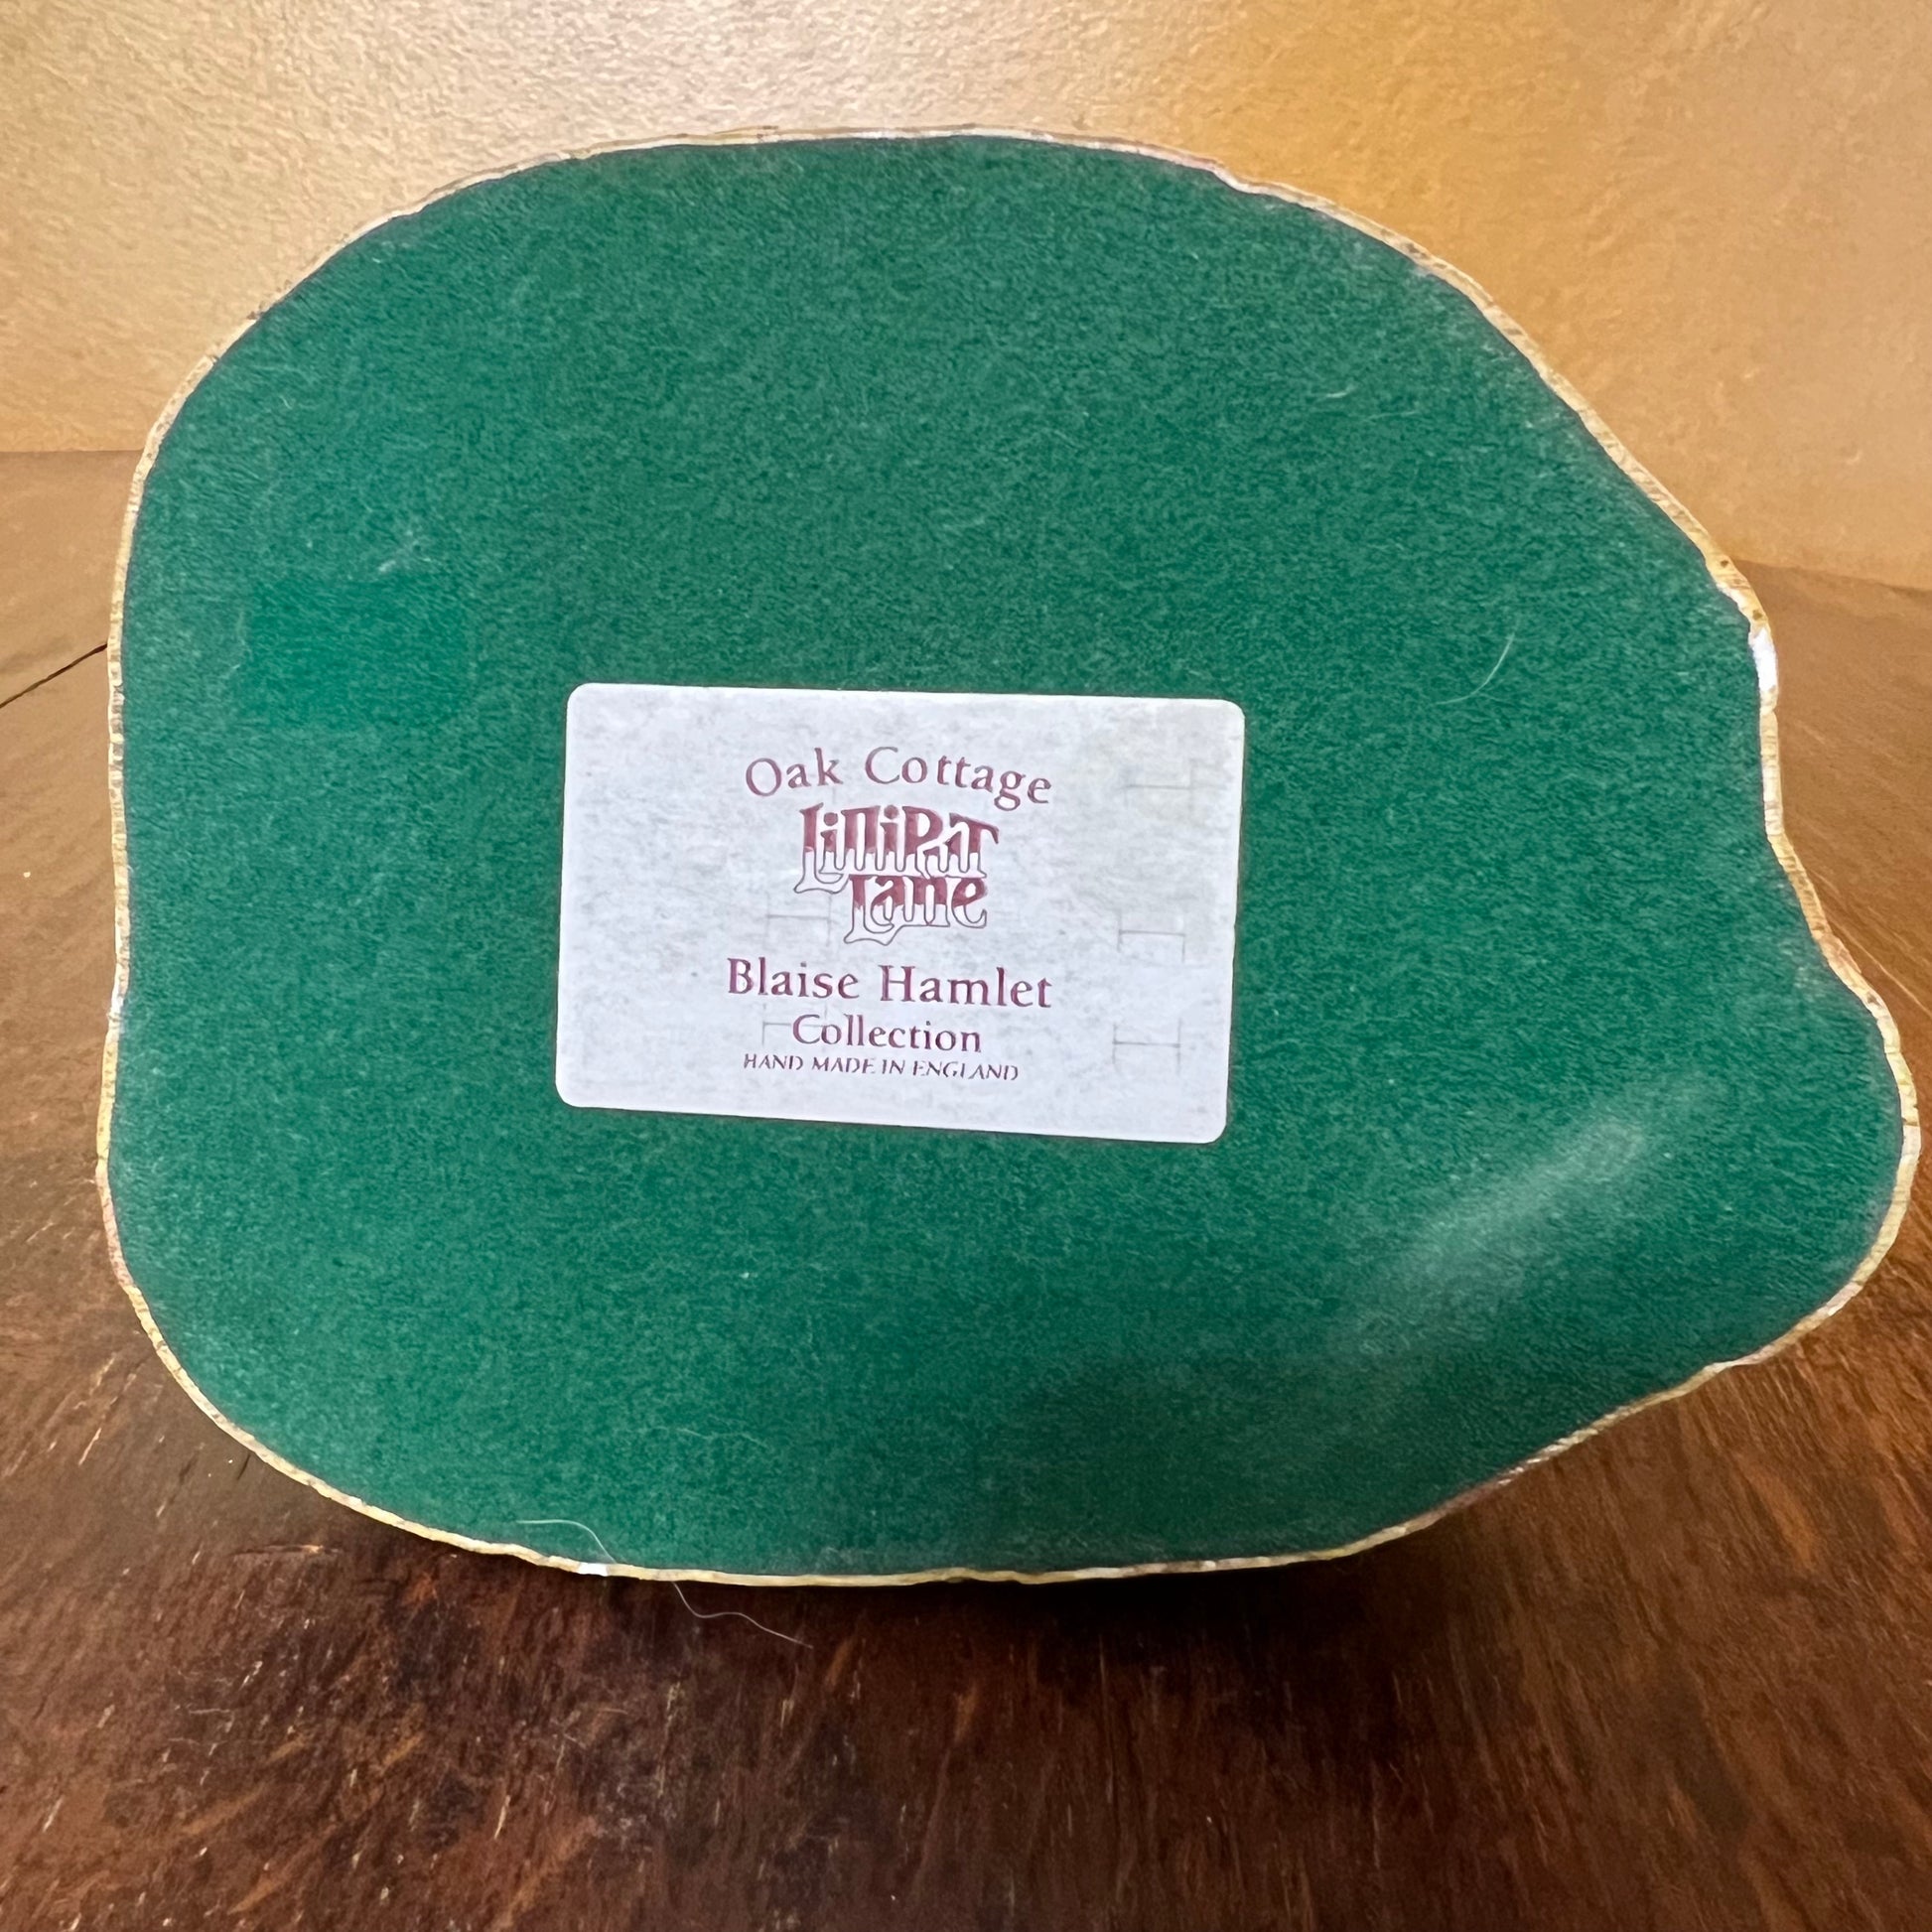 Oak Cottage
Lilliput
Lane
Blaise Hamlet
Collection
HAND MADE IN ENGLAND